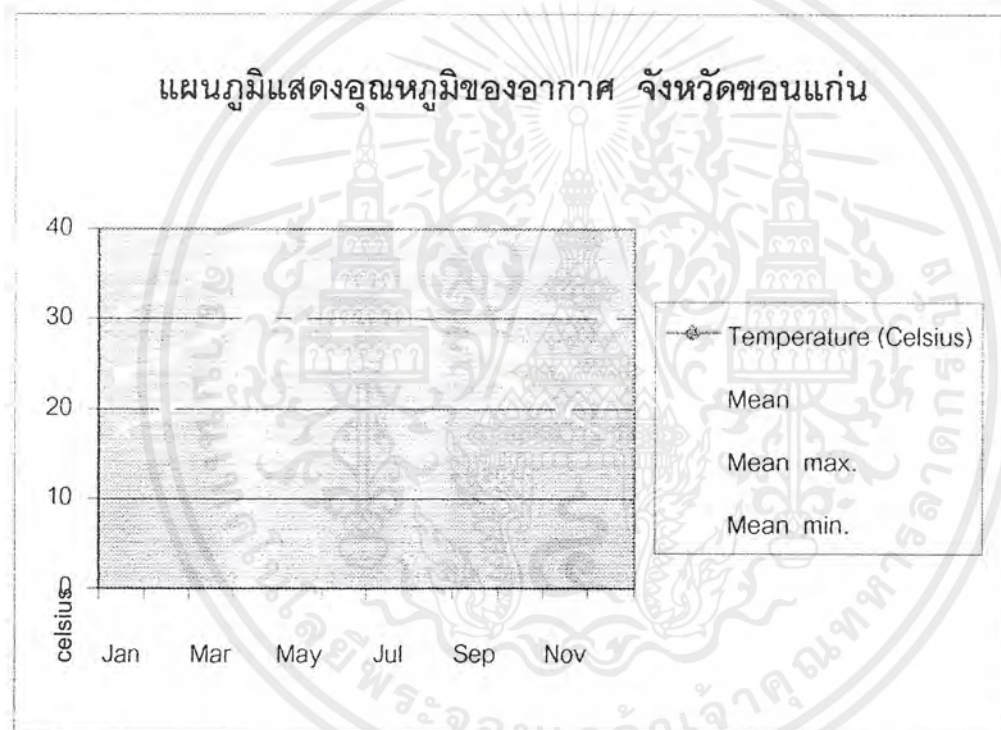 แผนภูมิแสดงอุณหภูมิของอากาศ จังหวัดขอนแก่น
40
30
20
10
0
celsius
Jan Mar May Jul Sep Nov
Temperature (Celsius)
Mean
Mean max.
Mean min.